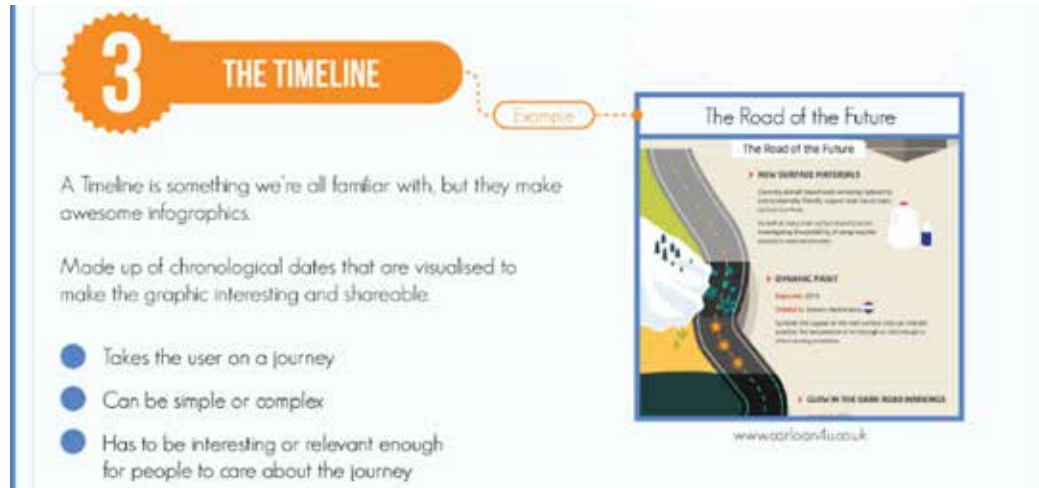 3
THE TIMELINE
Example
A Timeline is something we're all familiar with, but they make
awesome infographics.
Made up of chronological dates that are visualised to
make the graphic interesting and shareable.
Takes the user on a journey
Can be simple or complex
Has to be interesting or relevant enough
for people to care about the journey
The Road of the Future
The Road of the Future
NEW SURFACE MATERIALS
DYNAMIC PAINT
GLOW IN THE DARK ROAD MARKINGS
www.carloan4u.co.uk